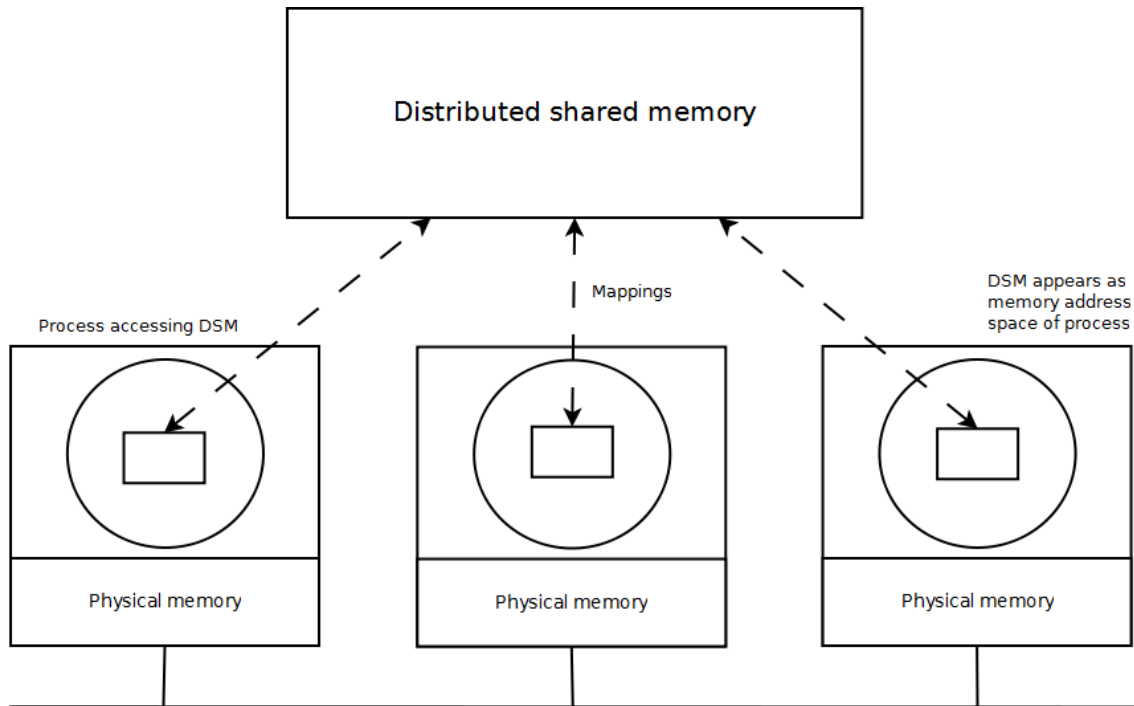 Distributed shared memory
Mappings
DSM appears as
memory address
space of process
Process accessing DSM
Physical memory
Physical memory
Physical memory